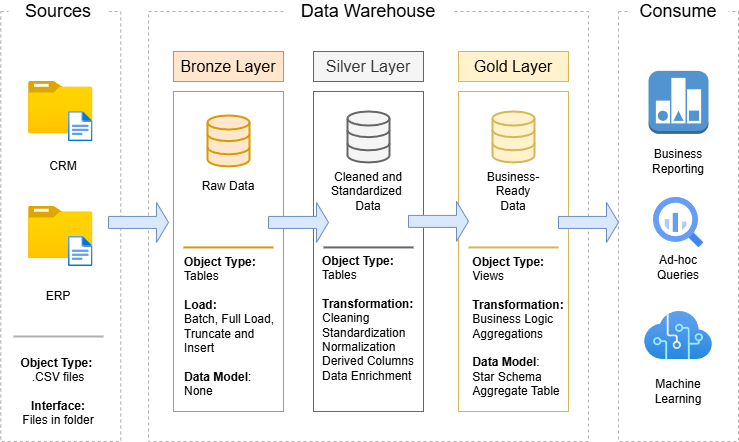 Sources
CRM
ERP
Object Type:
.CSV files
Interface:
Files in folder
Data Warehouse
Bronze Layer
Raw Data
Object Type:
Tables
Load:
Batch, Full Load,
Truncate and
Insert
Data Model:
None
Silver Layer
Cleaned and
Standardized
Data
Object Type:
Tables
Transformation:
Cleaning
Standardization
Normalization
Derived Columns
Data Enrichment
Gold Layer
Business-
Ready
Data
Object Type:
Views
Transformation:
Business Logic
Aggregations
Data Model:
Star Schema
Aggregate Table
Consume
Business
Reporting
Ad-hoc
Queries
Machine
Learning